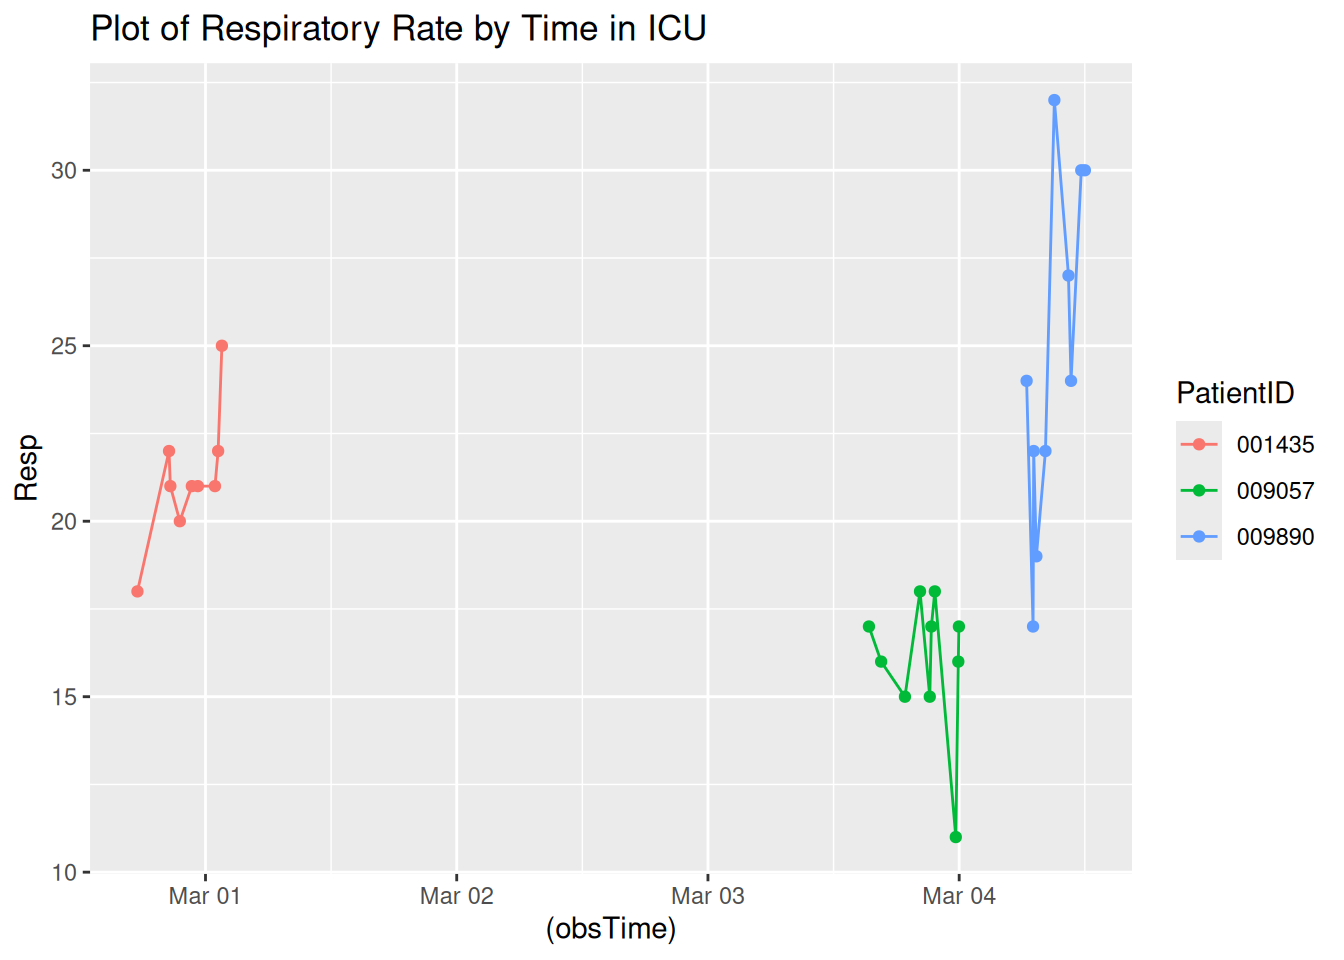 Plot of Respiratory Rate by Time in ICU
Resp
30
25
20
15
10
Mar 01 Mar 02 Mar 03 Mar 04
(obsTime)
PatientID
001435
009057
009890